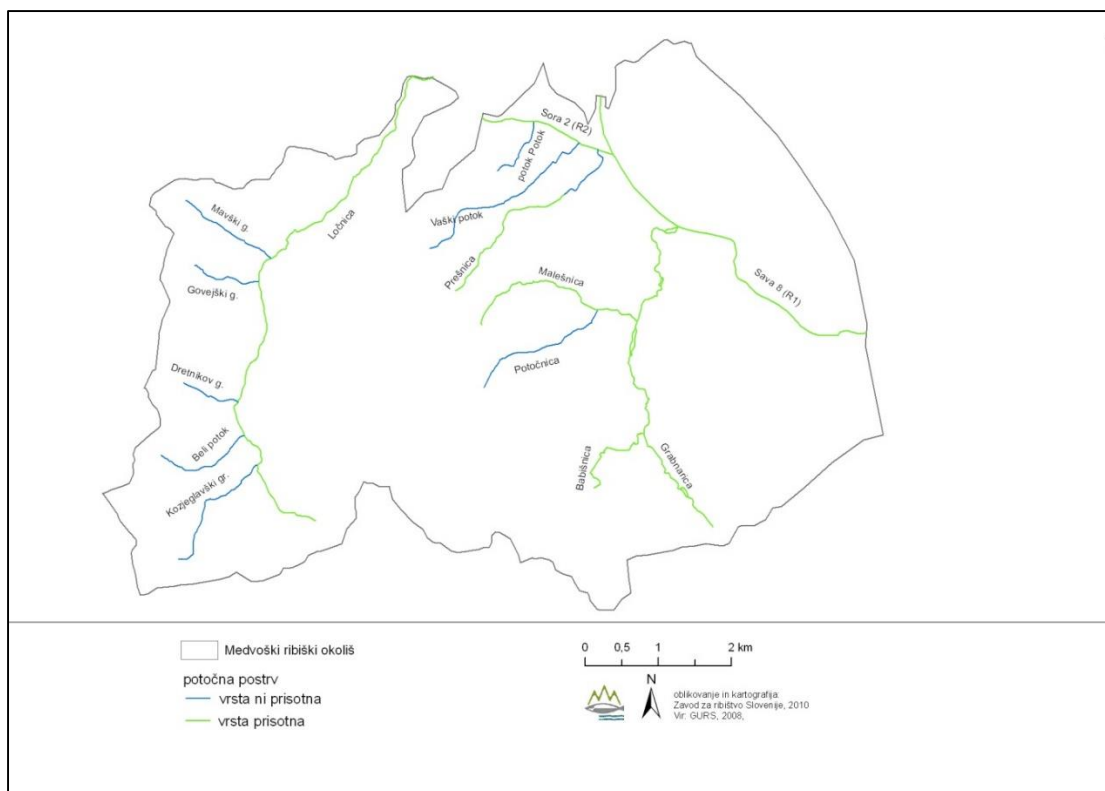 Sora 2 (R2)
potok Potok
Mavški g.
Ločnica
Vaški potok
Govejški g.
Prešnica
Malešnica
Sava 8 (R1)
Potočnica
Dretnikov g.
Beli potok
Babišnica
Grabnarica
Kozjeglavški gr.
Medvoški ribiški okoliš
potočna postrv
vrsta ni prisotna
vrsta prisotna
0 0,5 1 2 km
N
oblikovanje in kartografija:
Zavod za ribištvo Slovenije, 2010
Vir: GURS, 2008,